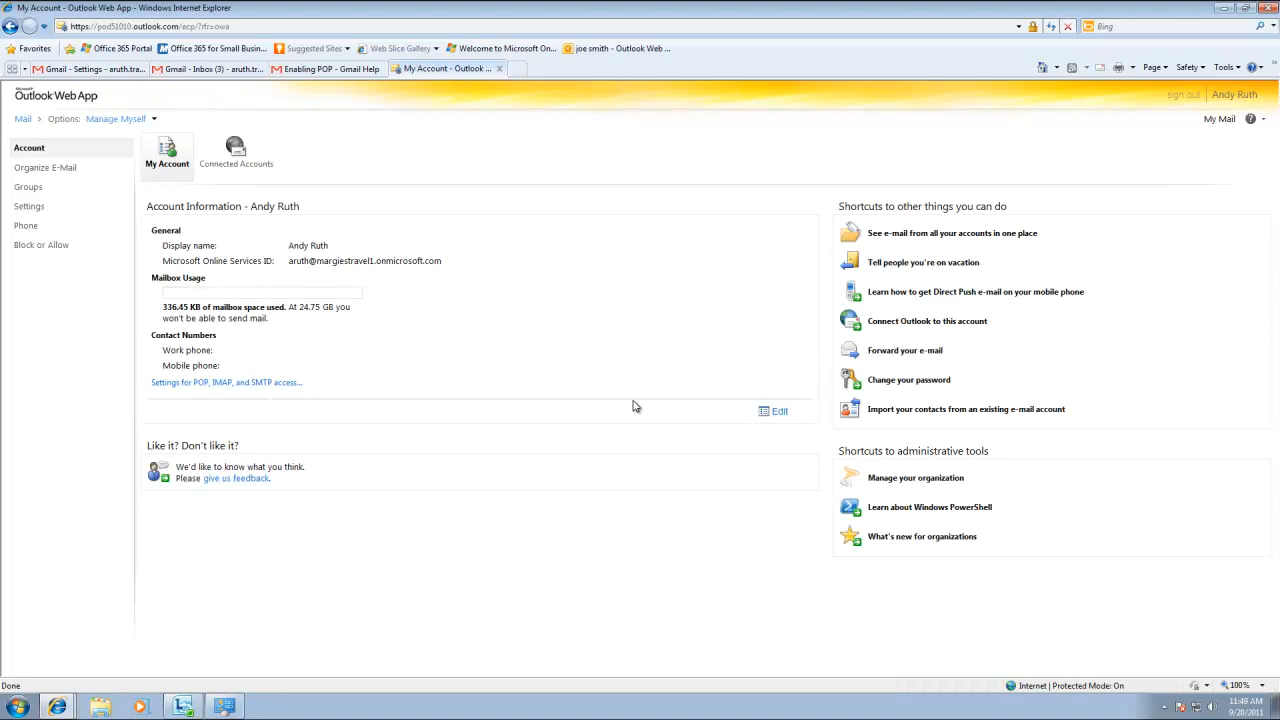 My Account - Outlook Web App - Windows Internet Explorer
https://pod51010.outlook.com/ecp/?rfr=owa
Bing
Favorites
Office 365 Portal
Office 365 for Small Busin...
Suggested Sites
Web Slice Gallery
Welcome to Microsoft On...
joe smith - Outlook Web ...
Gmail - Settings - aruth.tra...
Gmail - Inbox (3) - aruth.tr...
Enabling POP - Gmail Help
My Account - Outlook ...
Page
Safety
Tools
Microsoft
Outlook Web App
sign out
Andy Ruth
Mail > Options: Manage Myself
My Mail
Account
Organize E-Mail
Groups
Settings
Phone
Block or Allow
My Account
Connected Accounts
Account Information - Andy Ruth
General
Display name: Andy Ruth
Microsoft Online Services ID: aruth@margiestravel1.onmicrosoft.com
Mailbox Usage
336.45 KB of mailbox space used. At 24.75 GB you
won't be able to send mail.
Contact Numbers
Work phone:
Mobile phone:
Settings for POP, IMAP, and SMTP access...
Edit
Like it? Don't like it?
We'd like to know what you think.
Please give us feedback.
Shortcuts to other things you can do
See e-mail from all your accounts in one place
Tell people you're on vacation
Learn how to get Direct Push e-mail on your mobile phone
Connect Outlook to this account
Forward your e-mail
Change your password
Import your contacts from an existing e-mail account
Shortcuts to administrative tools
Manage your organization
Learn about Windows PowerShell
What's new for organizations
Done
Internet | Protected Mode: On
100%
11:49 AM
9/20/2011